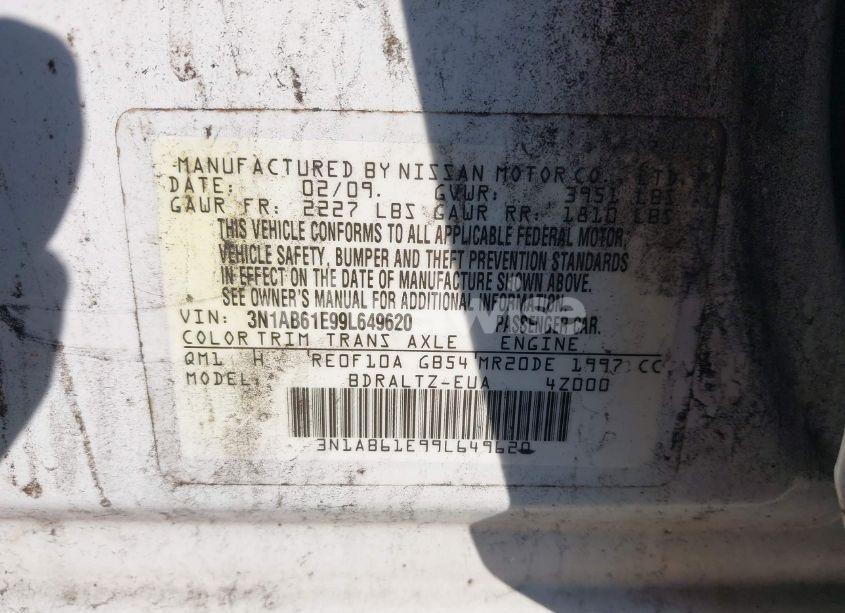 MANUFACTURED BY NISSAN MOTOR CO., LTD.
DATE: 02/09. GVWR: 3951 LBS
GAWR FR: 2227 LBS GAWR RR: 1810 LBS
THIS VEHICLE CONFORMS TO ALL APPLICABLE FEDERAL MOTOR
VEHICLE SAFETY, BUMPER AND THEFT PREVENTION STANDARDS
IN EFFECT ON THE DATE OF MANUFACTURE SHOWN ABOVE.
SEE OWNER'S MANUAL FOR ADDITIONAL INFORMATION.
VIN: 3N1AB61E99L649620 PASSENGER CAR.
COLOR TRIM TRANS AXLE ENGINE
QM1 H RE0F10A GB54 MR20DE 1997 CC
MODEL: BDRALTZ-EUA 4Z000
3N1AB61E99L649620